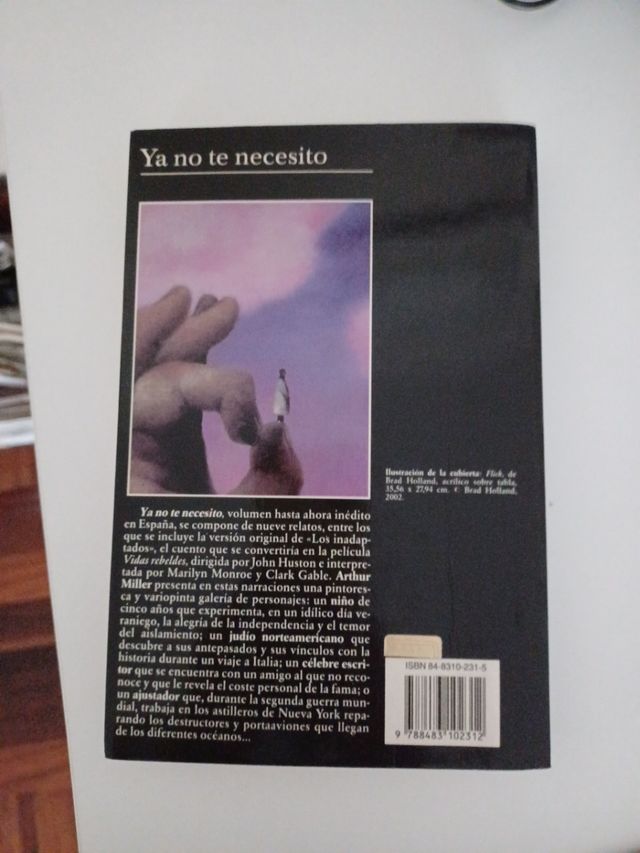 Ya no te necesito
Ilustración de la cubierta: Flick, de
Brad Holland, acrílico sobre tabla,
35,56 x 27,94 cm. © Brad Holland,
2002.
Ya no te necesito, volumen hasta ahora inédito
en España, se compone de nueve relatos, entre los
que se incluye la versión original de «Los inadap-
tados», el cuento que se convertiría en la película
Vidas rebeldes, dirigida por John Huston e interpre-
tada por Marilyn Monroe y Clark Gable. Arthur
Miller presenta en estas narraciones una pintores-
ca y variopinta galería de personajes: un niño de
cinco años que experimenta, en un idílico día ve-
raniego, la alegría de la independencia y el temor
del aislamiento; un judío norteamericano que
descubre a sus antepasados y sus vínculos con la
historia durante un viaje a Italia; un célebre escri-
tor que se encuentra con un amigo al que no reco-
noce y que le revela el coste personal de la fama; o
un ajustador que, durante la segunda guerra mun-
dial, trabaja en los astilleros de Nueva York repa-
rando los destructores y portaaviones que llegan
de los diferentes océanos...
ISBN 84-8310-231-5
9 788483 102312